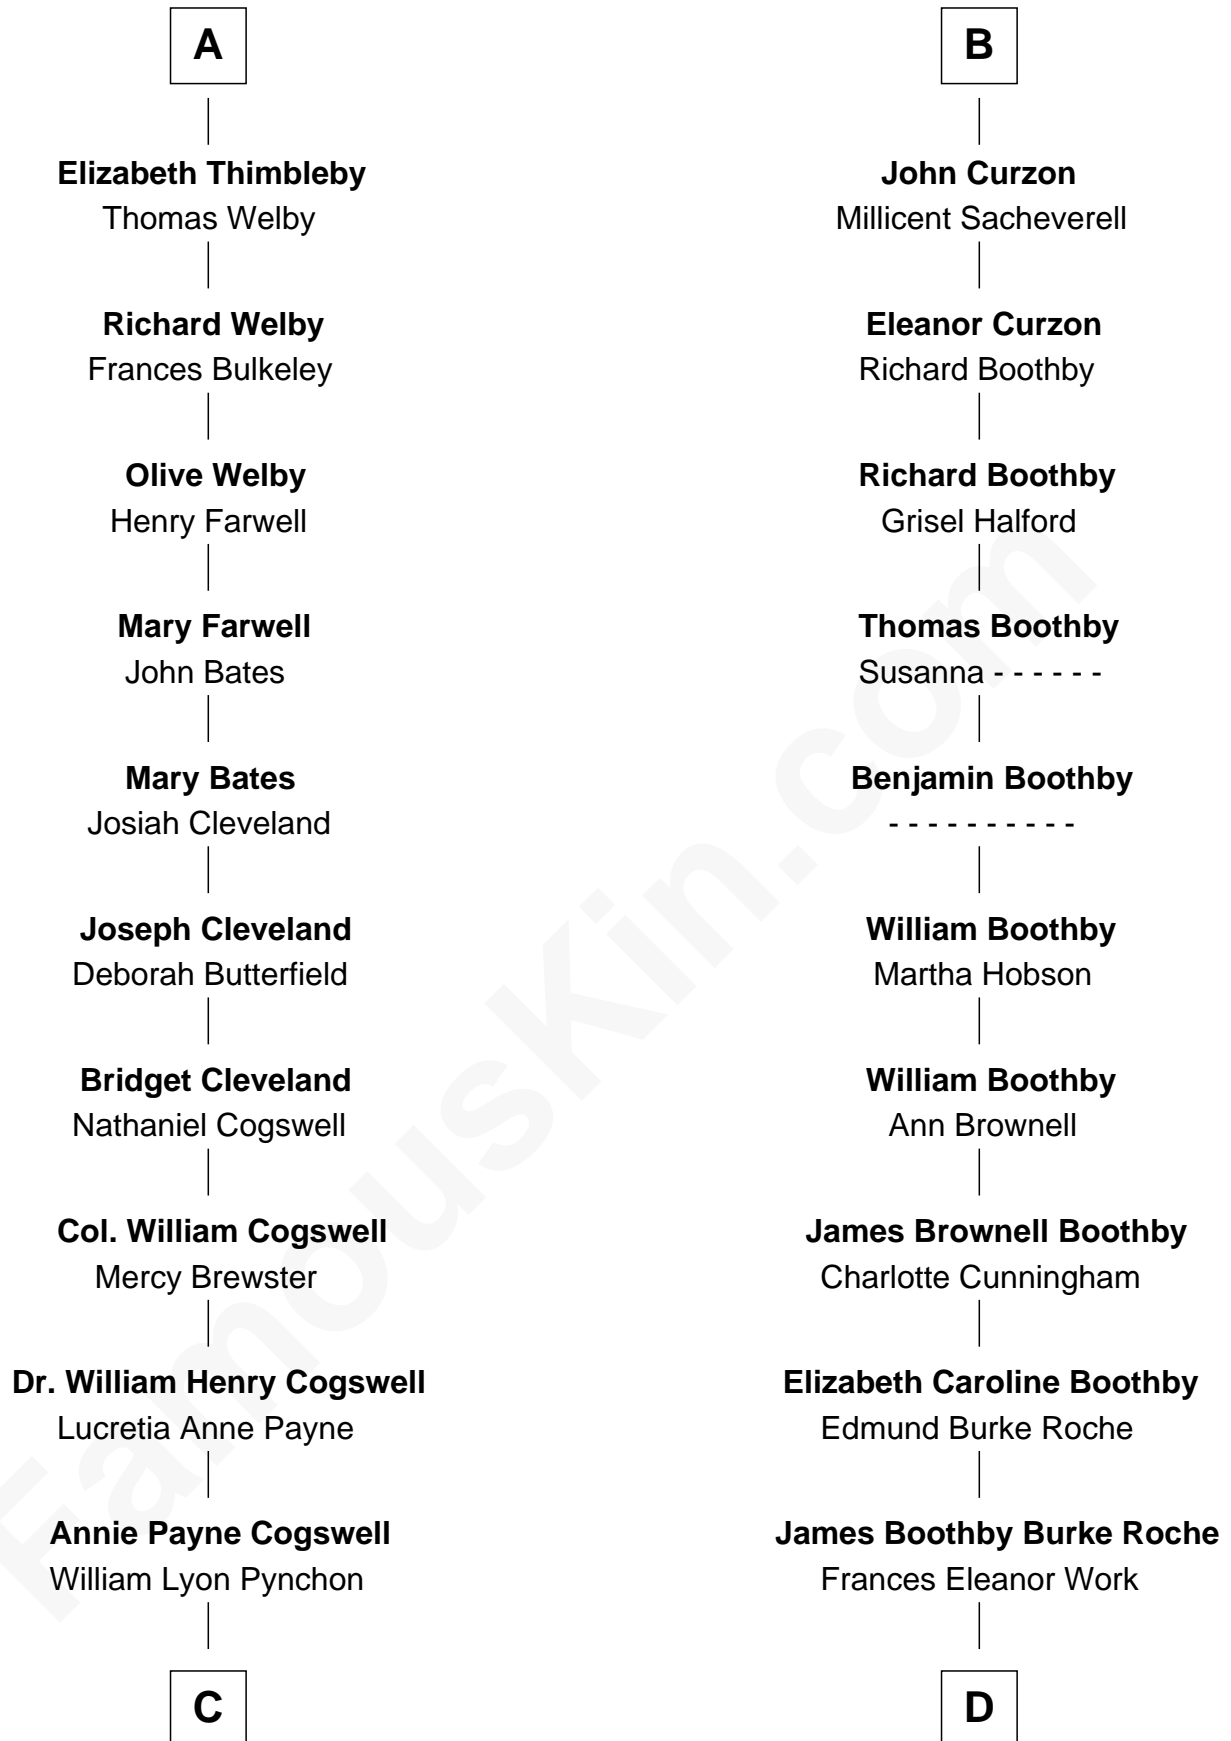 A
Elizabeth Thimbleby
Thomas Welby
Richard Welby
Frances Bulkeley
Olive Welby
Henry Farwell
Mary Farwell
John Bates
Mary Bates
Josiah Cleveland
Joseph Cleveland
Deborah Butterfield
Bridget Cleveland
Nathaniel Cogswell
Col. William Cogswell
Mercy Brewster
Dr. William Henry Cogswell
Lucretia Anne Payne
Annie Payne Cogswell
William Lyon Pynchon
C
B
John Curzon
Millicent Sacheverell
Eleanor Curzon
Richard Boothby
Richard Boothby
Grisel Halford
Thomas Boothby
Susanna - - - - - -
Benjamin Boothby
- - - - - - - - - -
William Boothby
Martha Hobson
William Boothby
Ann Brownell
James Brownell Boothby
Charlotte Cunningham
Elizabeth Caroline Boothby
Edmund Burke Roche
James Boothby Burke Roche
Frances Eleanor Work
D
FamousKin.com